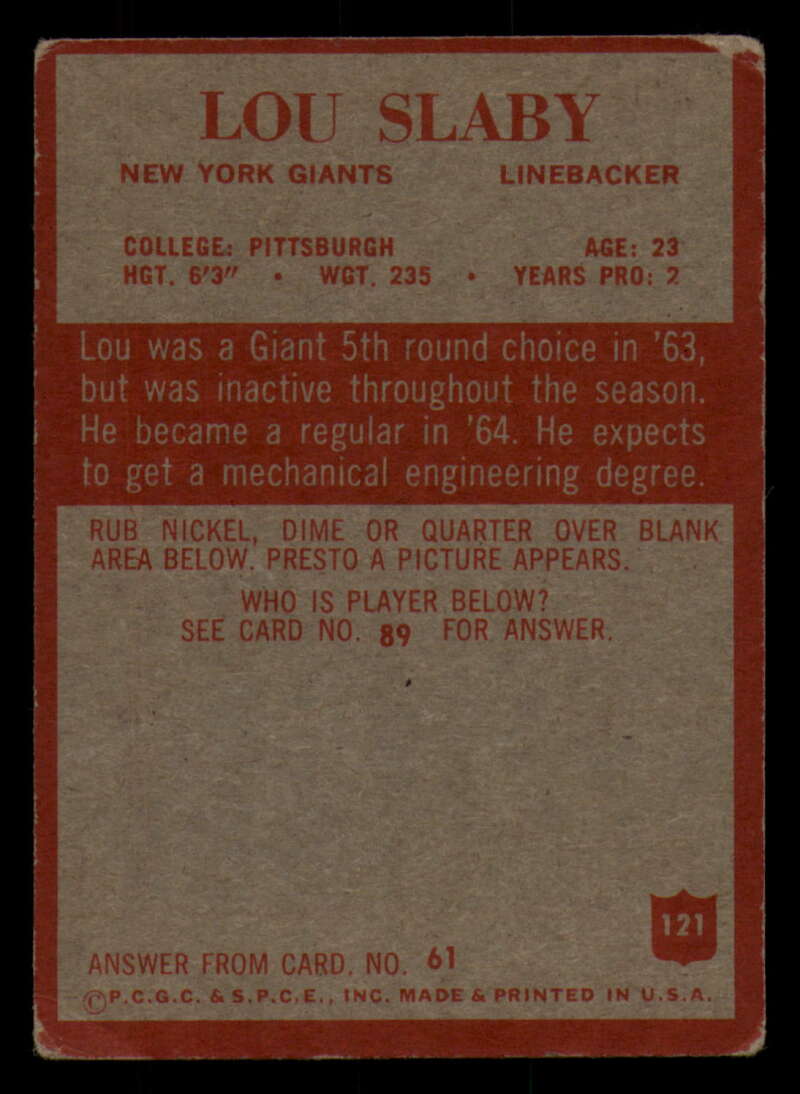 LOU SLABY
NEW YORK GIANTS LINEBACKER
COLLEGE: PITTSBURGH AGE: 23
HGT. 6'3" • WGT. 235 • YEARS PRO: 2
Lou was a Giant 5th round choice in '63,
but was inactive throughout the season.
He became a regular in '64. He expects
to get a mechanical engineering degree.
RUB NICKEL, DIME OR QUARTER OVER BLANK
AREA BELOW. PRESTO A PICTURE APPEARS.
WHO IS PLAYER BELOW?
SEE CARD NO. 89 FOR ANSWER.
121
ANSWER FROM CARD. NO. 61
©P.C.G.C. & S.P.C.E., INC. MADE & PRINTED IN U.S.A.